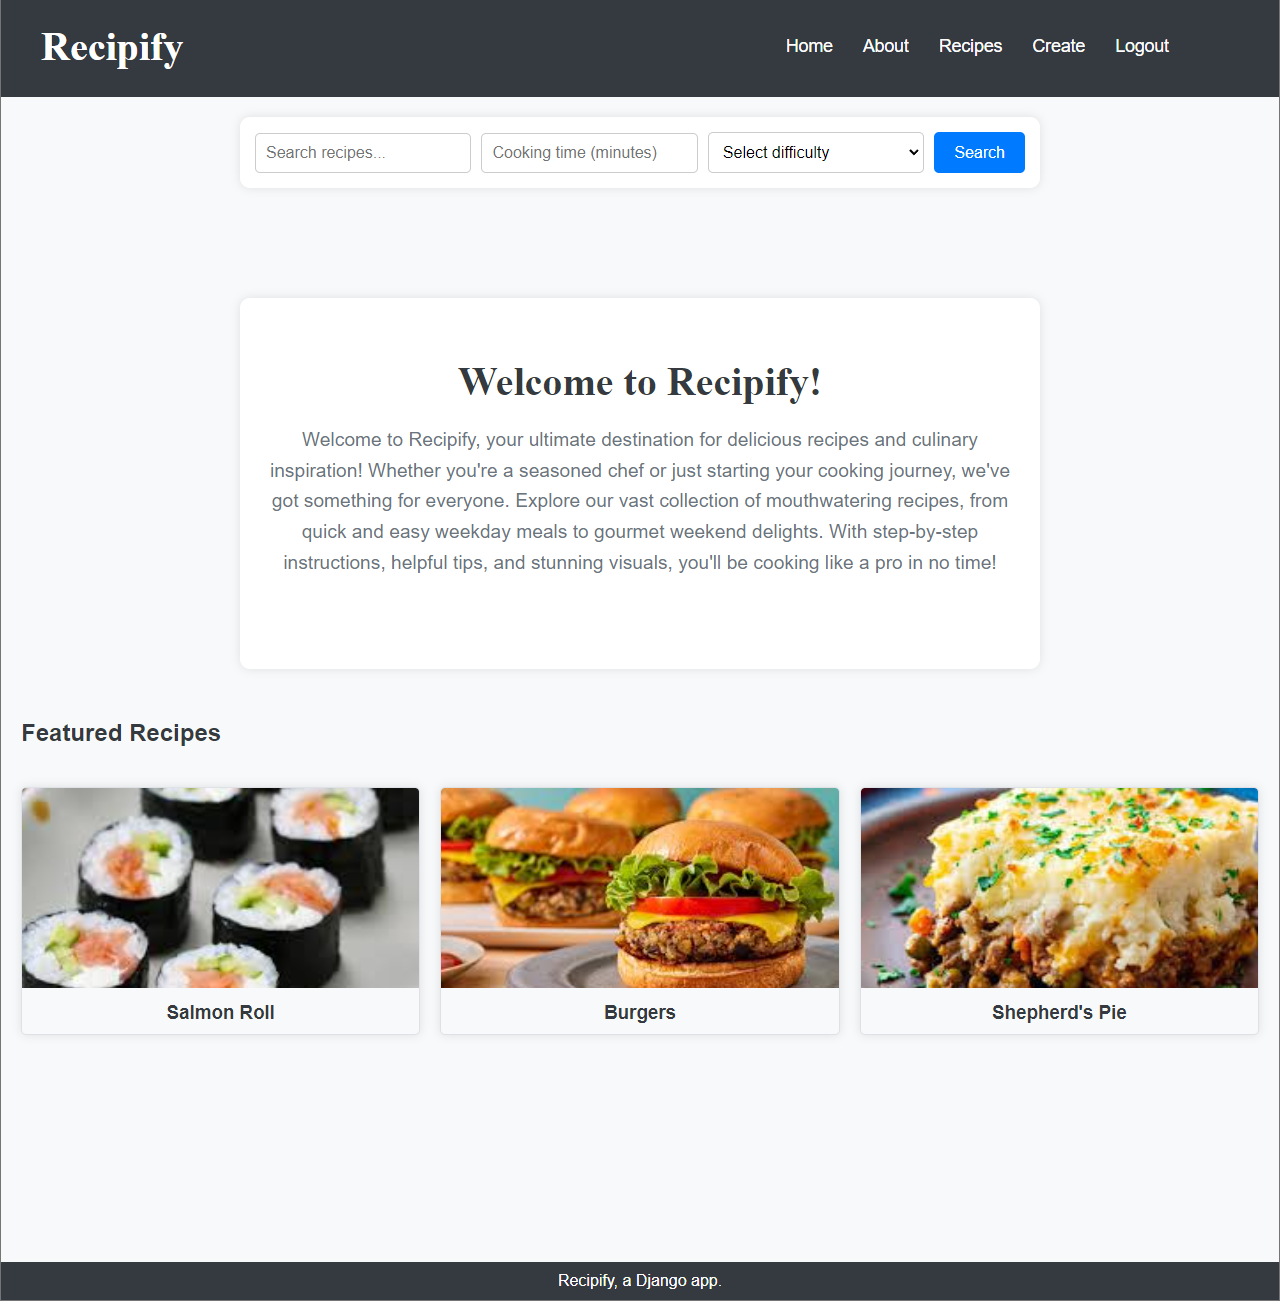 Recipify
Home About Recipes Create Logout
Search recipes... Cooking time (minutes) Select difficulty Search
Welcome to Recipify!
Welcome to Recipify, your ultimate destination for delicious recipes and culinary
inspiration! Whether you're a seasoned chef or just starting your cooking journey, we've
got something for everyone. Explore our vast collection of mouthwatering recipes, from
quick and easy weekday meals to gourmet weekend delights. With step-by-step
instructions, helpful tips, and stunning visuals, you'll be cooking like a pro in no time!
Featured Recipes
Salmon Roll
Burgers
Shepherd's Pie
Recipify, a Django app.